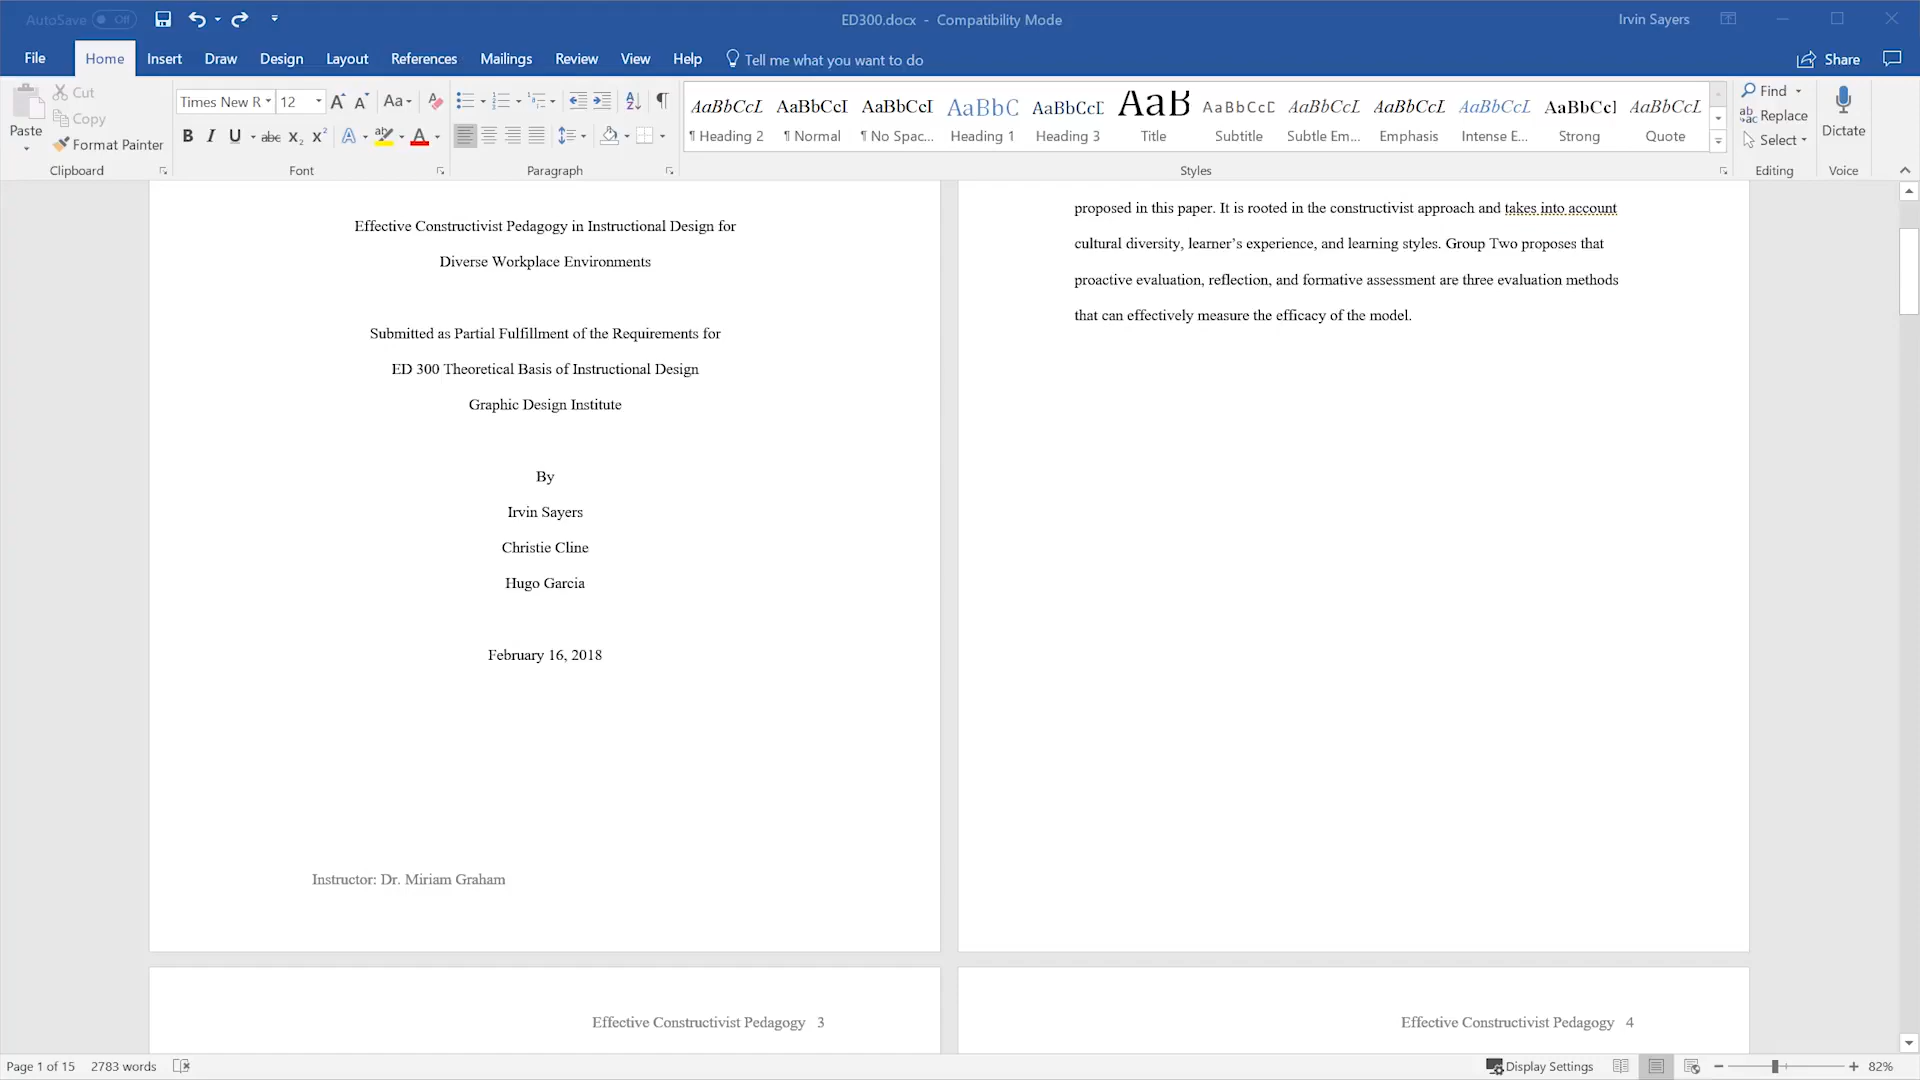 AutoSave Off
ED300.docx - Compatibility Mode
Irvin Sayers
File Home Insert Draw Design Layout References Mailings Review View Help Tell me what you want to do
Share
Paste
Cut
Copy
Format Painter
Clipboard
Times New R 12
Aa
B I U abc X₂ X² A ab A
Font
Paragraph
AaBbCcL AaBbCcI AaBbCcI AaBbC AaBbCcI AaB AaBbCcD AaBbCcL AaBbCcL AaBbCcL AaBbCcl AaBbCcL
¶ Heading 2 ¶ Normal ¶ No Spac... Heading 1 Heading 3 Title Subtitle Subtle Em... Emphasis Intense E... Strong Quote
Styles
Find
Replace
Select
Editing
Dictate
Voice
Effective Constructivist Pedagogy in Instructional Design for
Diverse Workplace Environments
Submitted as Partial Fulfillment of the Requirements for
ED 300 Theoretical Basis of Instructional Design
Graphic Design Institute
By
Irvin Sayers
Christie Cline
Hugo Garcia
February 16, 2018
Instructor: Dr. Miriam Graham
proposed in this paper. It is rooted in the constructivist approach and takes into account
cultural diversity, learner’s experience, and learning styles. Group Two proposes that
proactive evaluation, reflection, and formative assessment are three evaluation methods
that can effectively measure the efficacy of the model.
Effective Constructivist Pedagogy 3
Effective Constructivist Pedagogy 4
Page 1 of 15 2783 words
Display Settings
82%